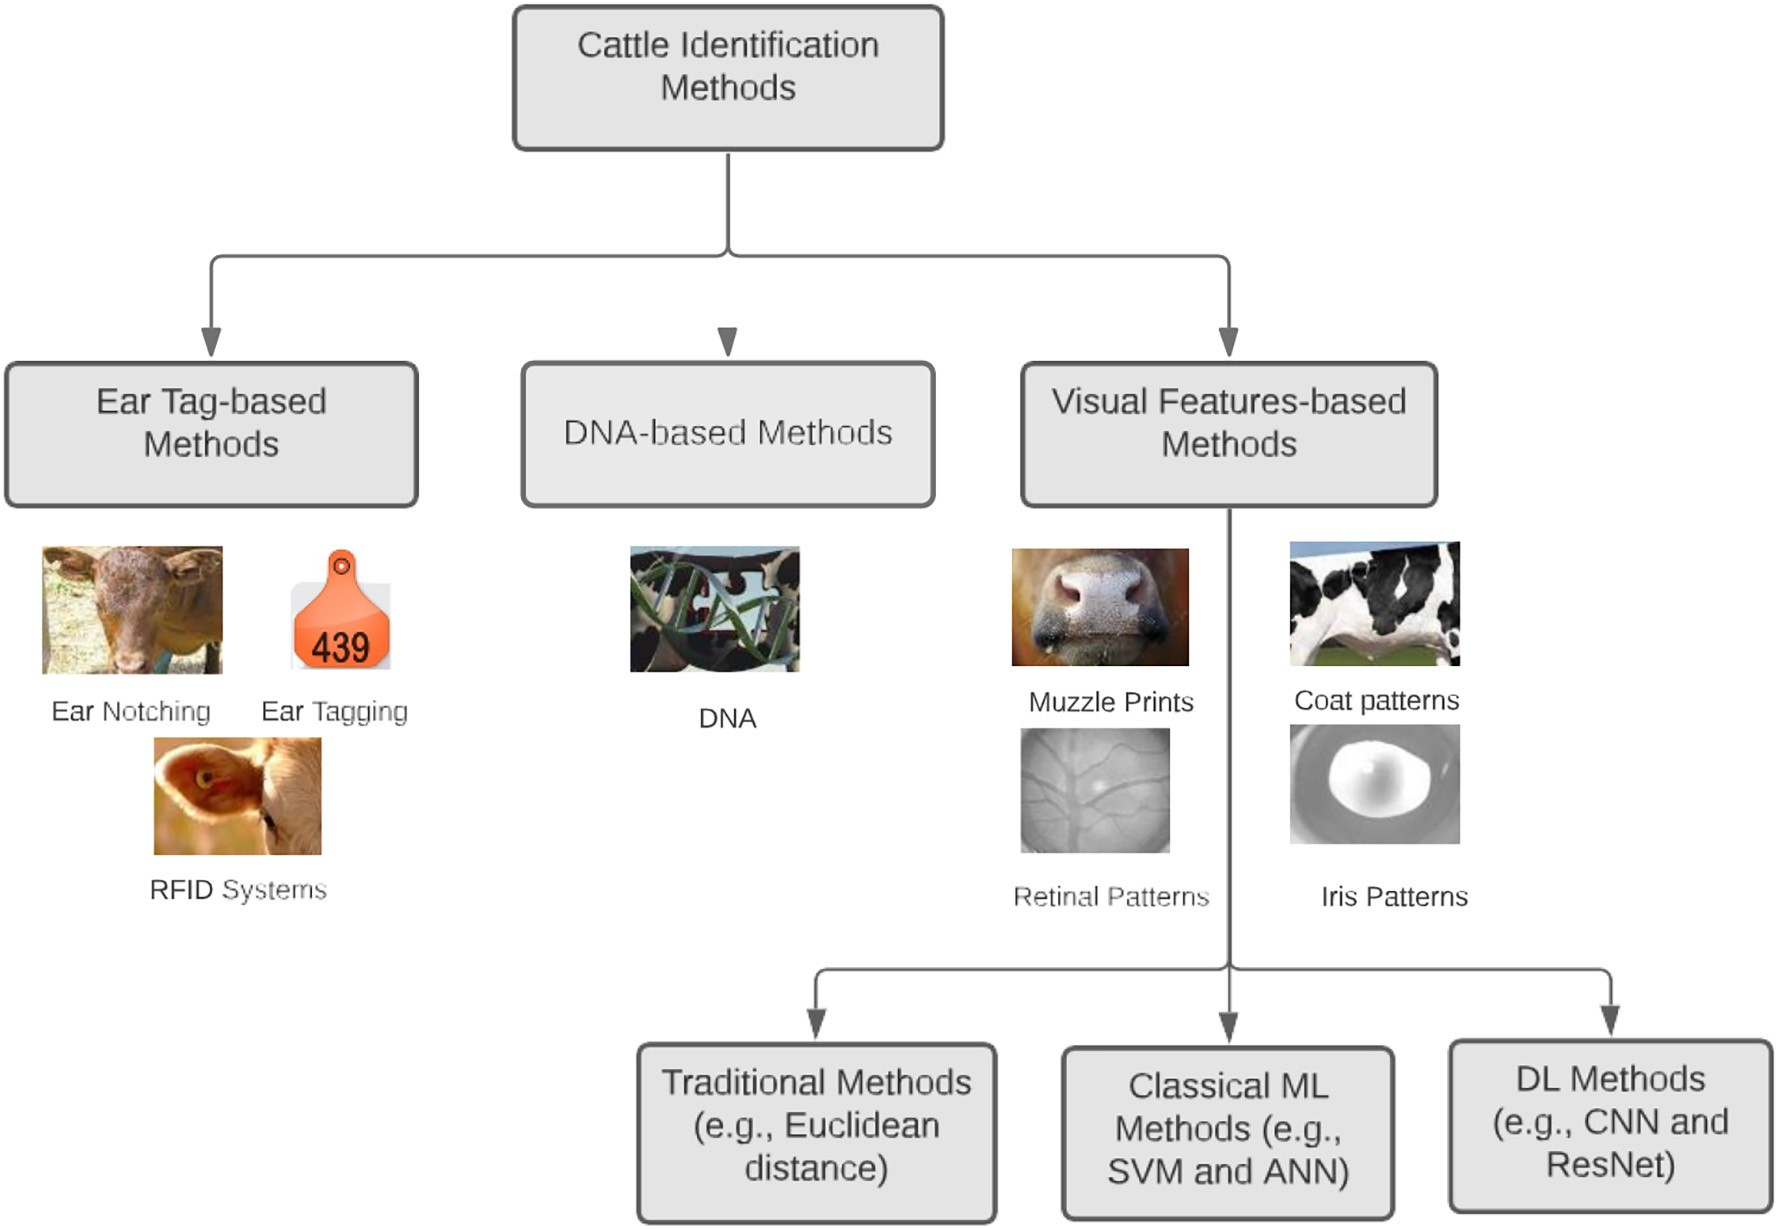 Cattle Identification
Methods
Ear Tag-based
Methods
DNA-based Methods
Visual Features-based
Methods
439
Ear Notching
Ear Tagging
RFID Systems
DNA
Muzzle Prints
Coat patterns
Retinal Patterns
Iris Patterns
Traditional Methods
(e.g., Euclidean
distance)
Classical ML
Methods (e.g.,
SVM and ANN)
DL Methods
(e.g., CNN and
ResNet)